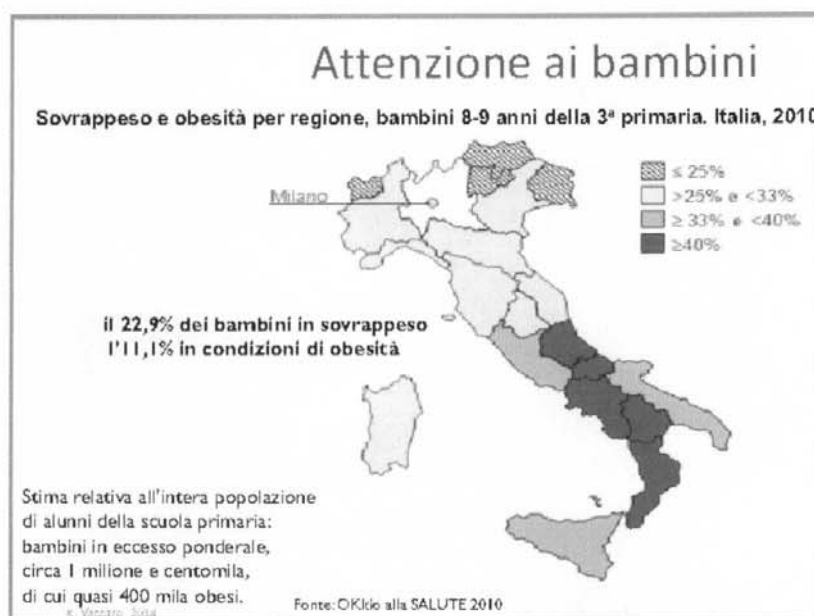 Attenzione ai bambini
Sovrappeso e obesità per regione, bambini 8-9 anni della 3ª primaria. Italia, 2010
Milano
≤ 25%
>25% e <33%
≥ 33% e <40%
≥40%
il 22,9% dei bambini in sovrappeso
l'11,1% in condizioni di obesità
Stima relativa all'intera popolazione
di alunni della scuola primaria:
bambini in eccesso ponderale,
circa 1 milione e centomila,
di cui quasi 400 mila obesi.
Fonte: OKkio alla SALUTE 2010